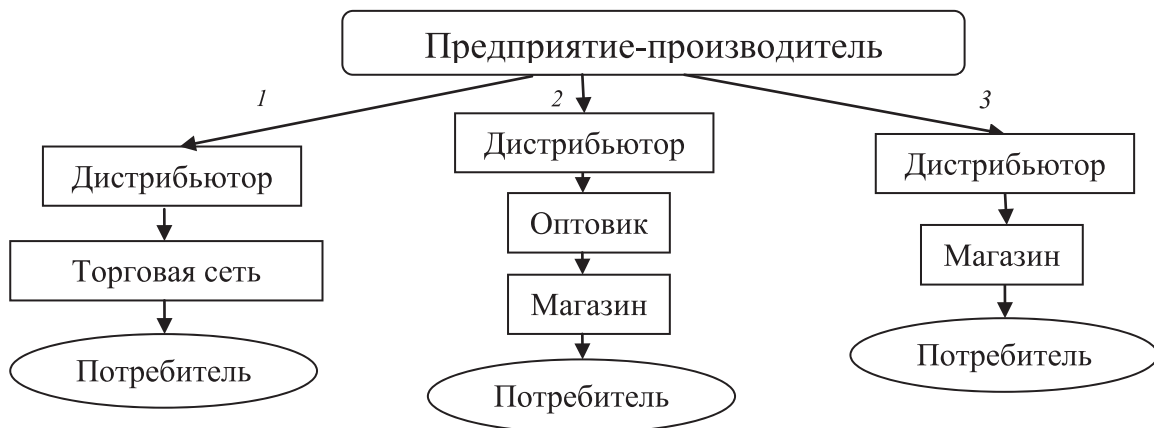 Предприятие-производитель
1
2
3
Дистрибьютор
Торговая сеть
Потребитель
Дистрибьютор
Оптовик
Магазин
Потребитель
Дистрибьютор
Магазин
Потребитель